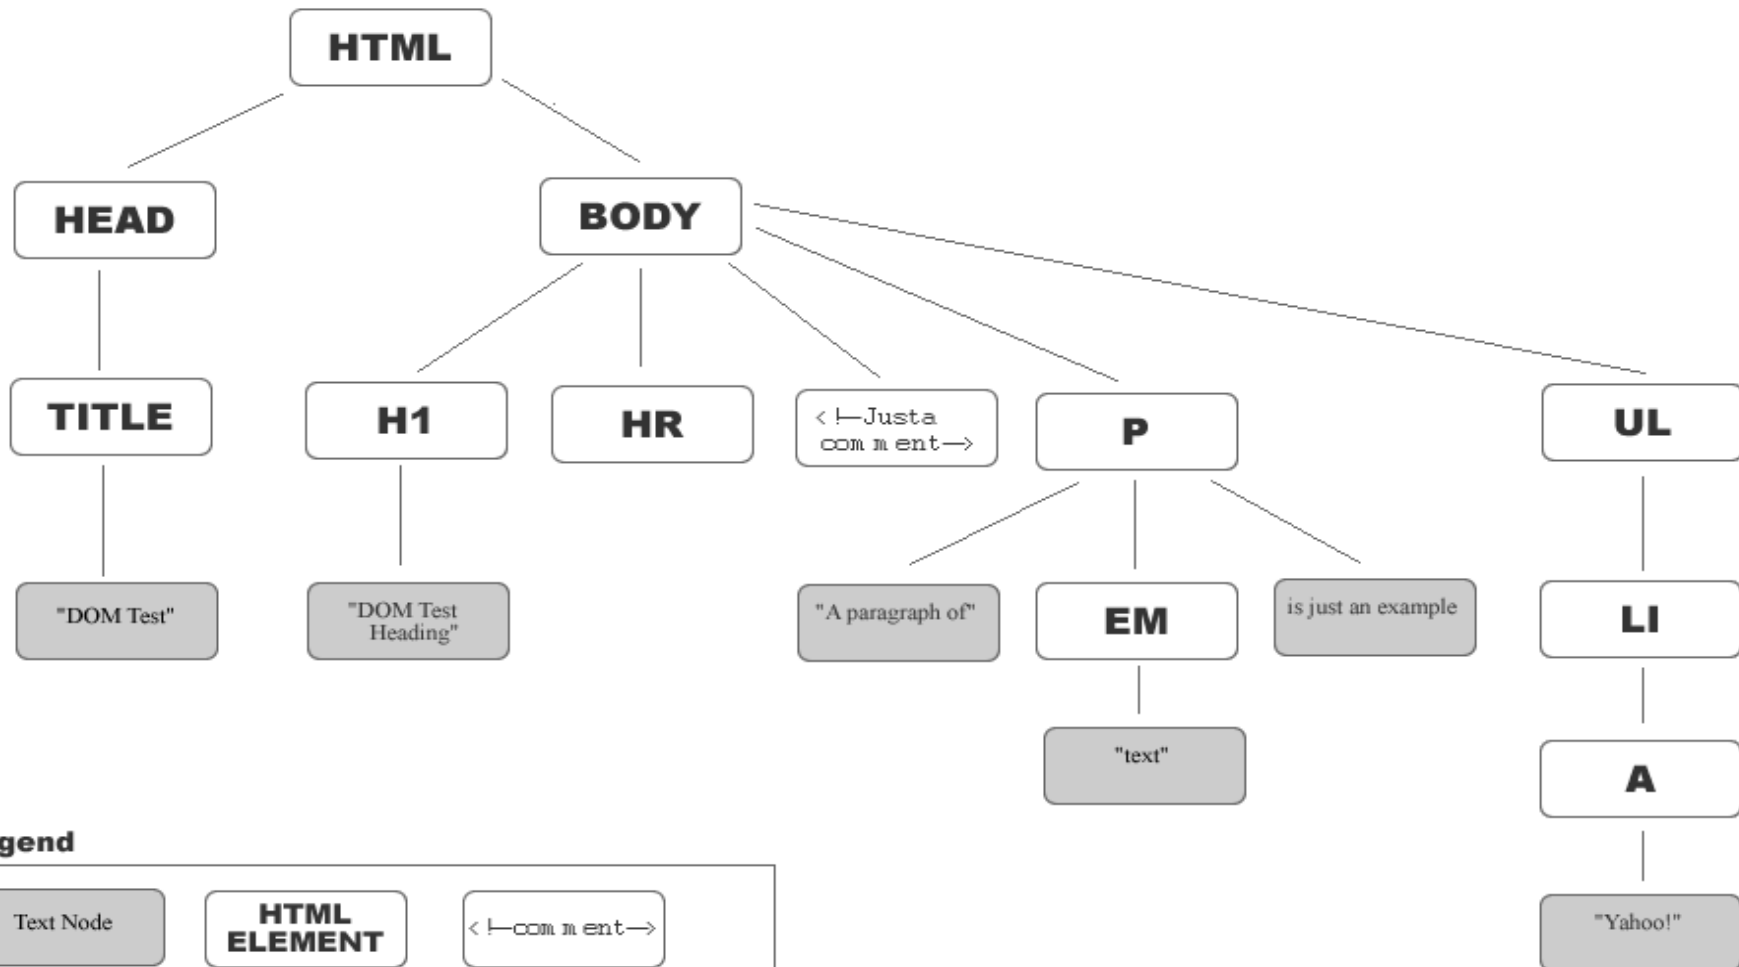 HTML
HEAD
BODY
TITLE
H1
HR
<!--Just a
comment-->
P
UL
"DOM Test"
"DOM Test
Heading"
"A paragraph of"
EM
is just an example
LI
"text"
A
"Yahoo!"
gend
Text Node
HTML
ELEMENT
<!--comment-->